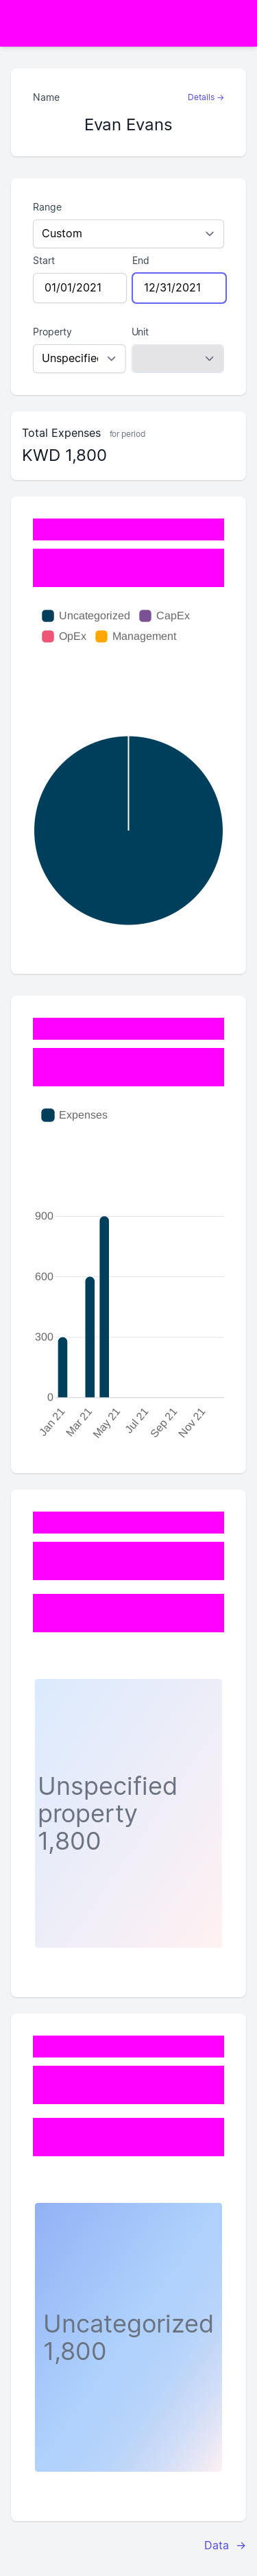 Name
Details →
Evan Evans
Range
Custom
Start
End
01/01/2021
12/31/2021
Property
Unit
Unspecified
Total Expenses for period
KWD 1,800
Uncategorized
CapEx
OpEx
Management
Expenses
900
600
300
0
Jan 21
Mar 21
May 21
Jul 21
Sep 21
Nov 21
Unspecified
property
1,800
Uncategorized
1,800
Data →